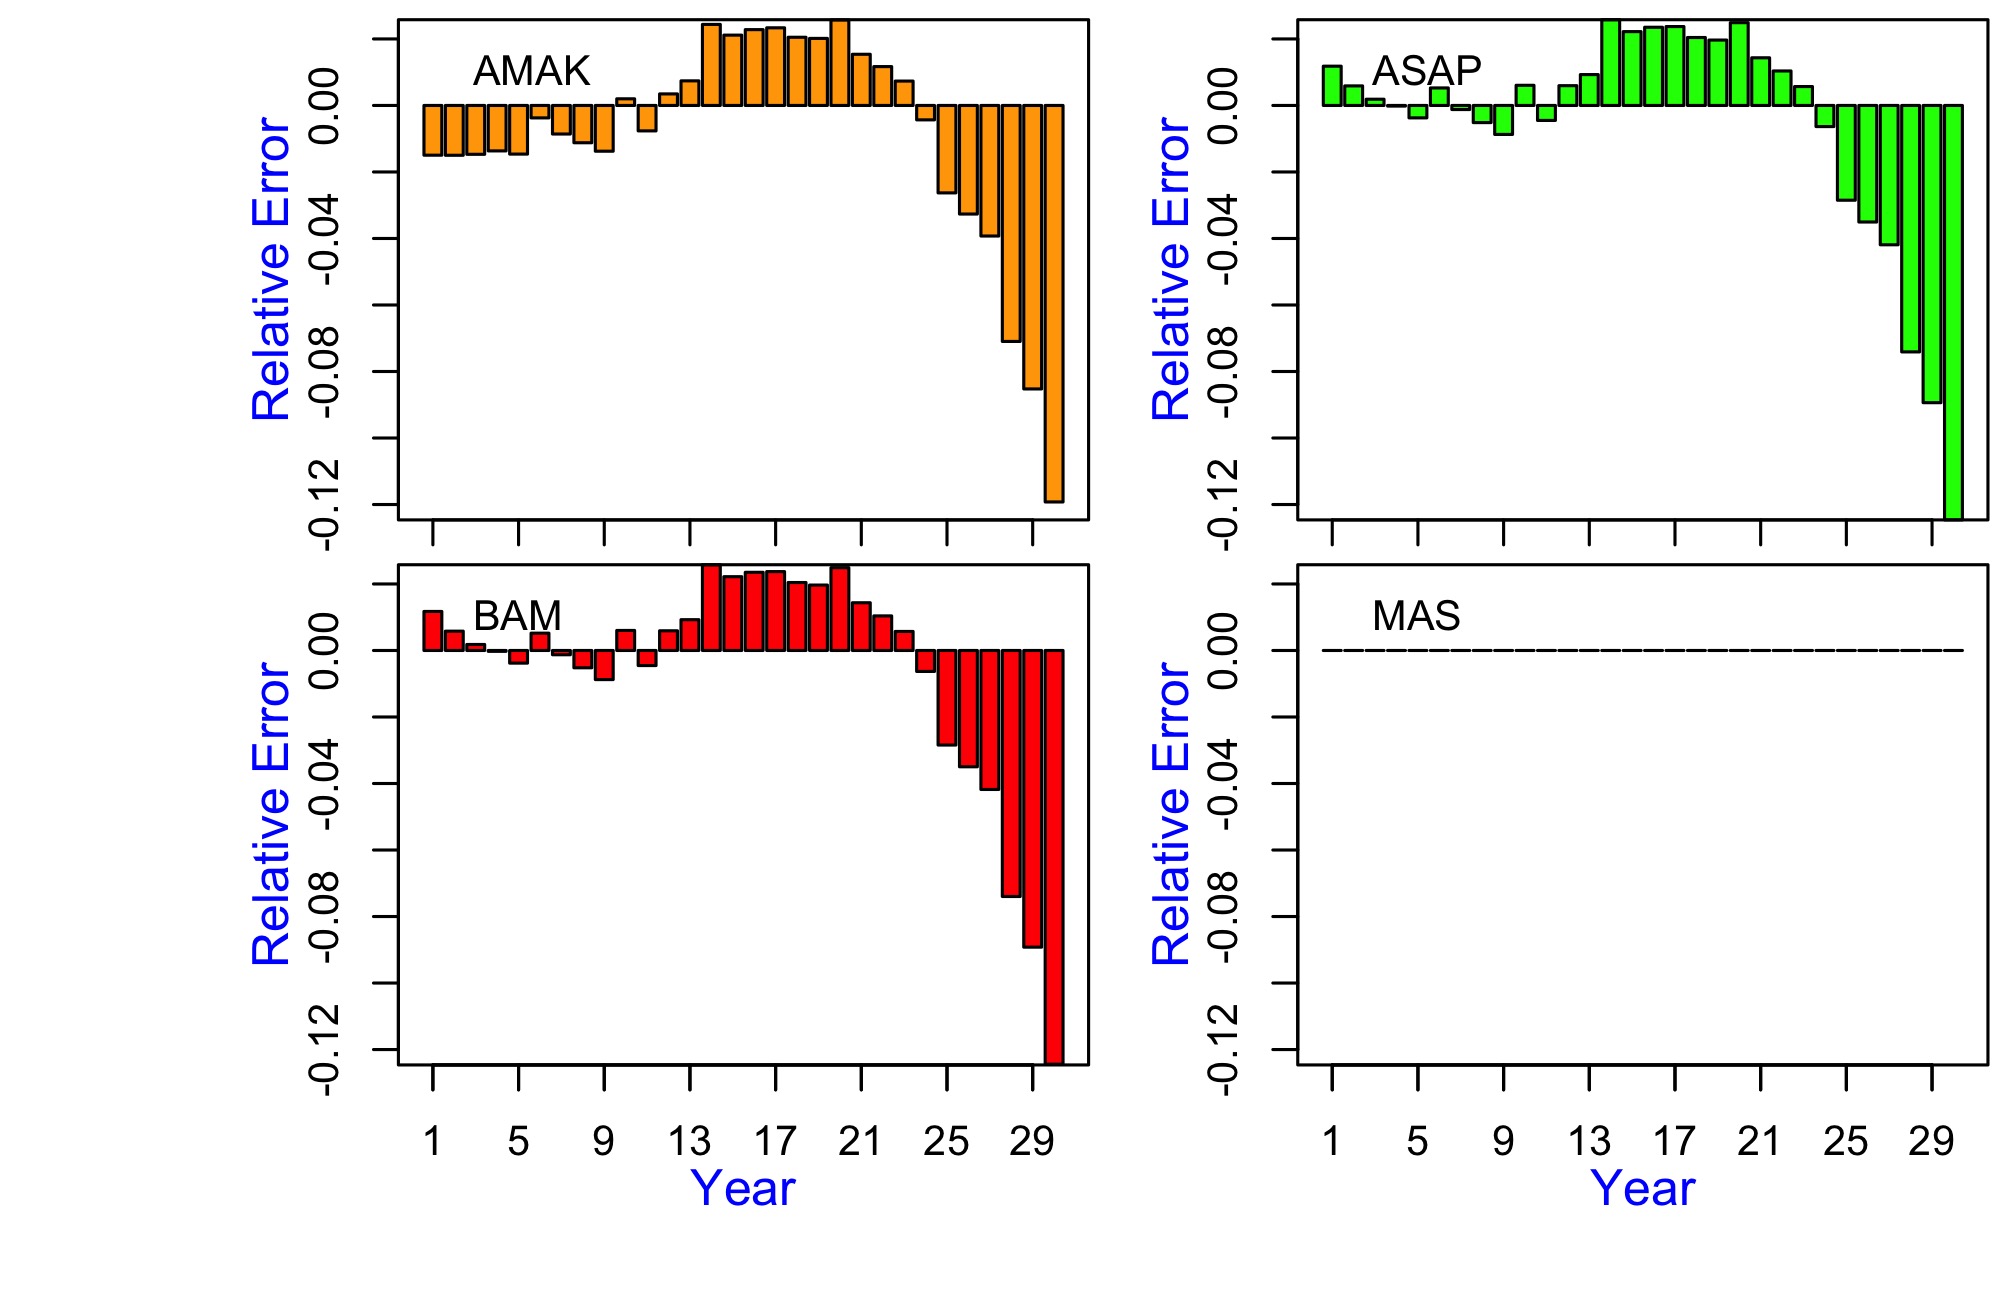 AMAK
Relative Error
0.00
-0.04
-0.08
-0.12
ASAP
Relative Error
0.00
-0.04
-0.08
-0.12
BAM
Relative Error
0.00
-0.04
-0.08
-0.12
1 5 9 13 17 21 25 29
Year
MAS
Relative Error
0.00
-0.04
-0.08
-0.12
1 5 9 13 17 21 25 29
Year